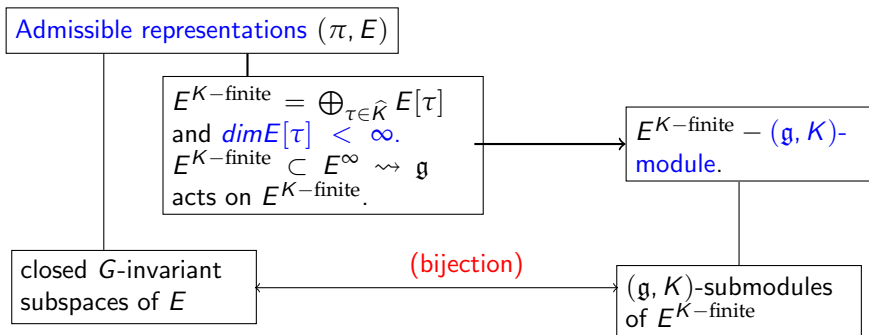 Admissible representations (π, E)
E^{K−finite} = ⨁_{τ∈K̂} E[τ]
and dimE[τ] < ∞.
E^{K−finite} ⊂ E^∞ ⇝ 𝔤
acts on E^{K−finite}.
E^{K−finite} − (𝔤, K)-
module.
(bijection)
closed G-invariant
subspaces of E
(𝔤, K)-submodules
of E^{K−finite}